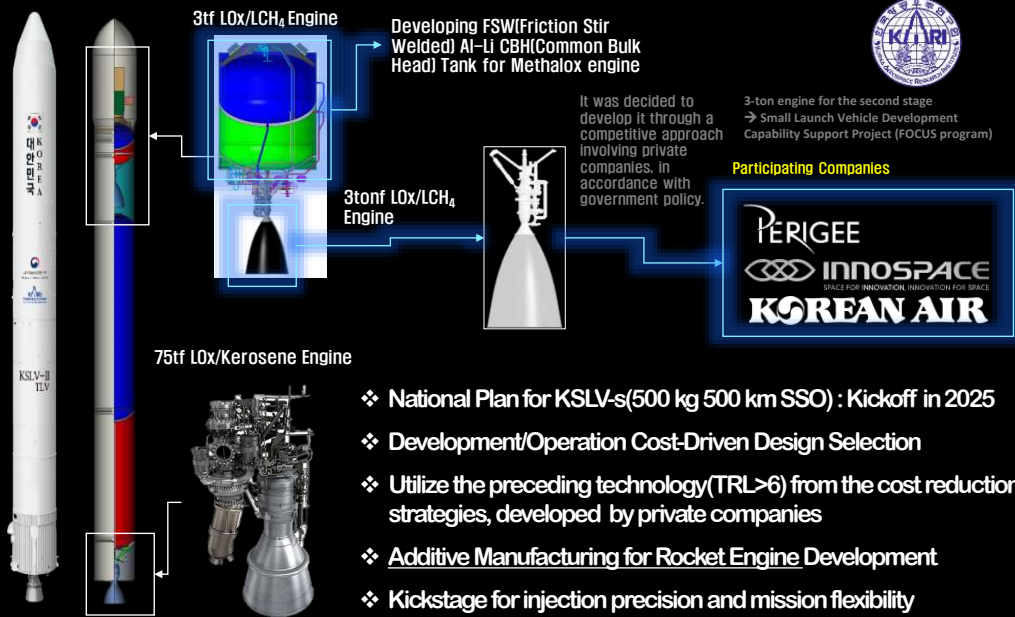 3tf LOx/LCH₄ Engine
Developing FSW(Friction Stir
Welded) Al-Li CBH(Common Bulk
Head) Tank for Methalox engine
It was decided to
develop it through a
competitive approach
involving private
companies, in
accordance with
government policy.
3-ton engine for the second stage
→ Small Launch Vehicle Development
Capability Support Project (FOCUS program)
Participating Companies
PERIGEE
INNOSPACE
SPACE FOR INNOVATION, INNOVATION FOR SPACE
KOREAN AIR
3tonf LOx/LCH₄
Engine
대한민국
KOREA
KARI
KSLV-II
TLV
75tf LOx/Kerosene Engine
❖ National Plan for KSLV-s(500 kg 500 km SSO) : Kickoff in 2025
❖ Development/Operation Cost-Driven Design Selection
❖ Utilize the preceding technology(TRL>6) from the cost reduction
strategies, developed by private companies
❖ Additive Manufacturing for Rocket Engine Development
❖ Kickstage for injection precision and mission flexibility